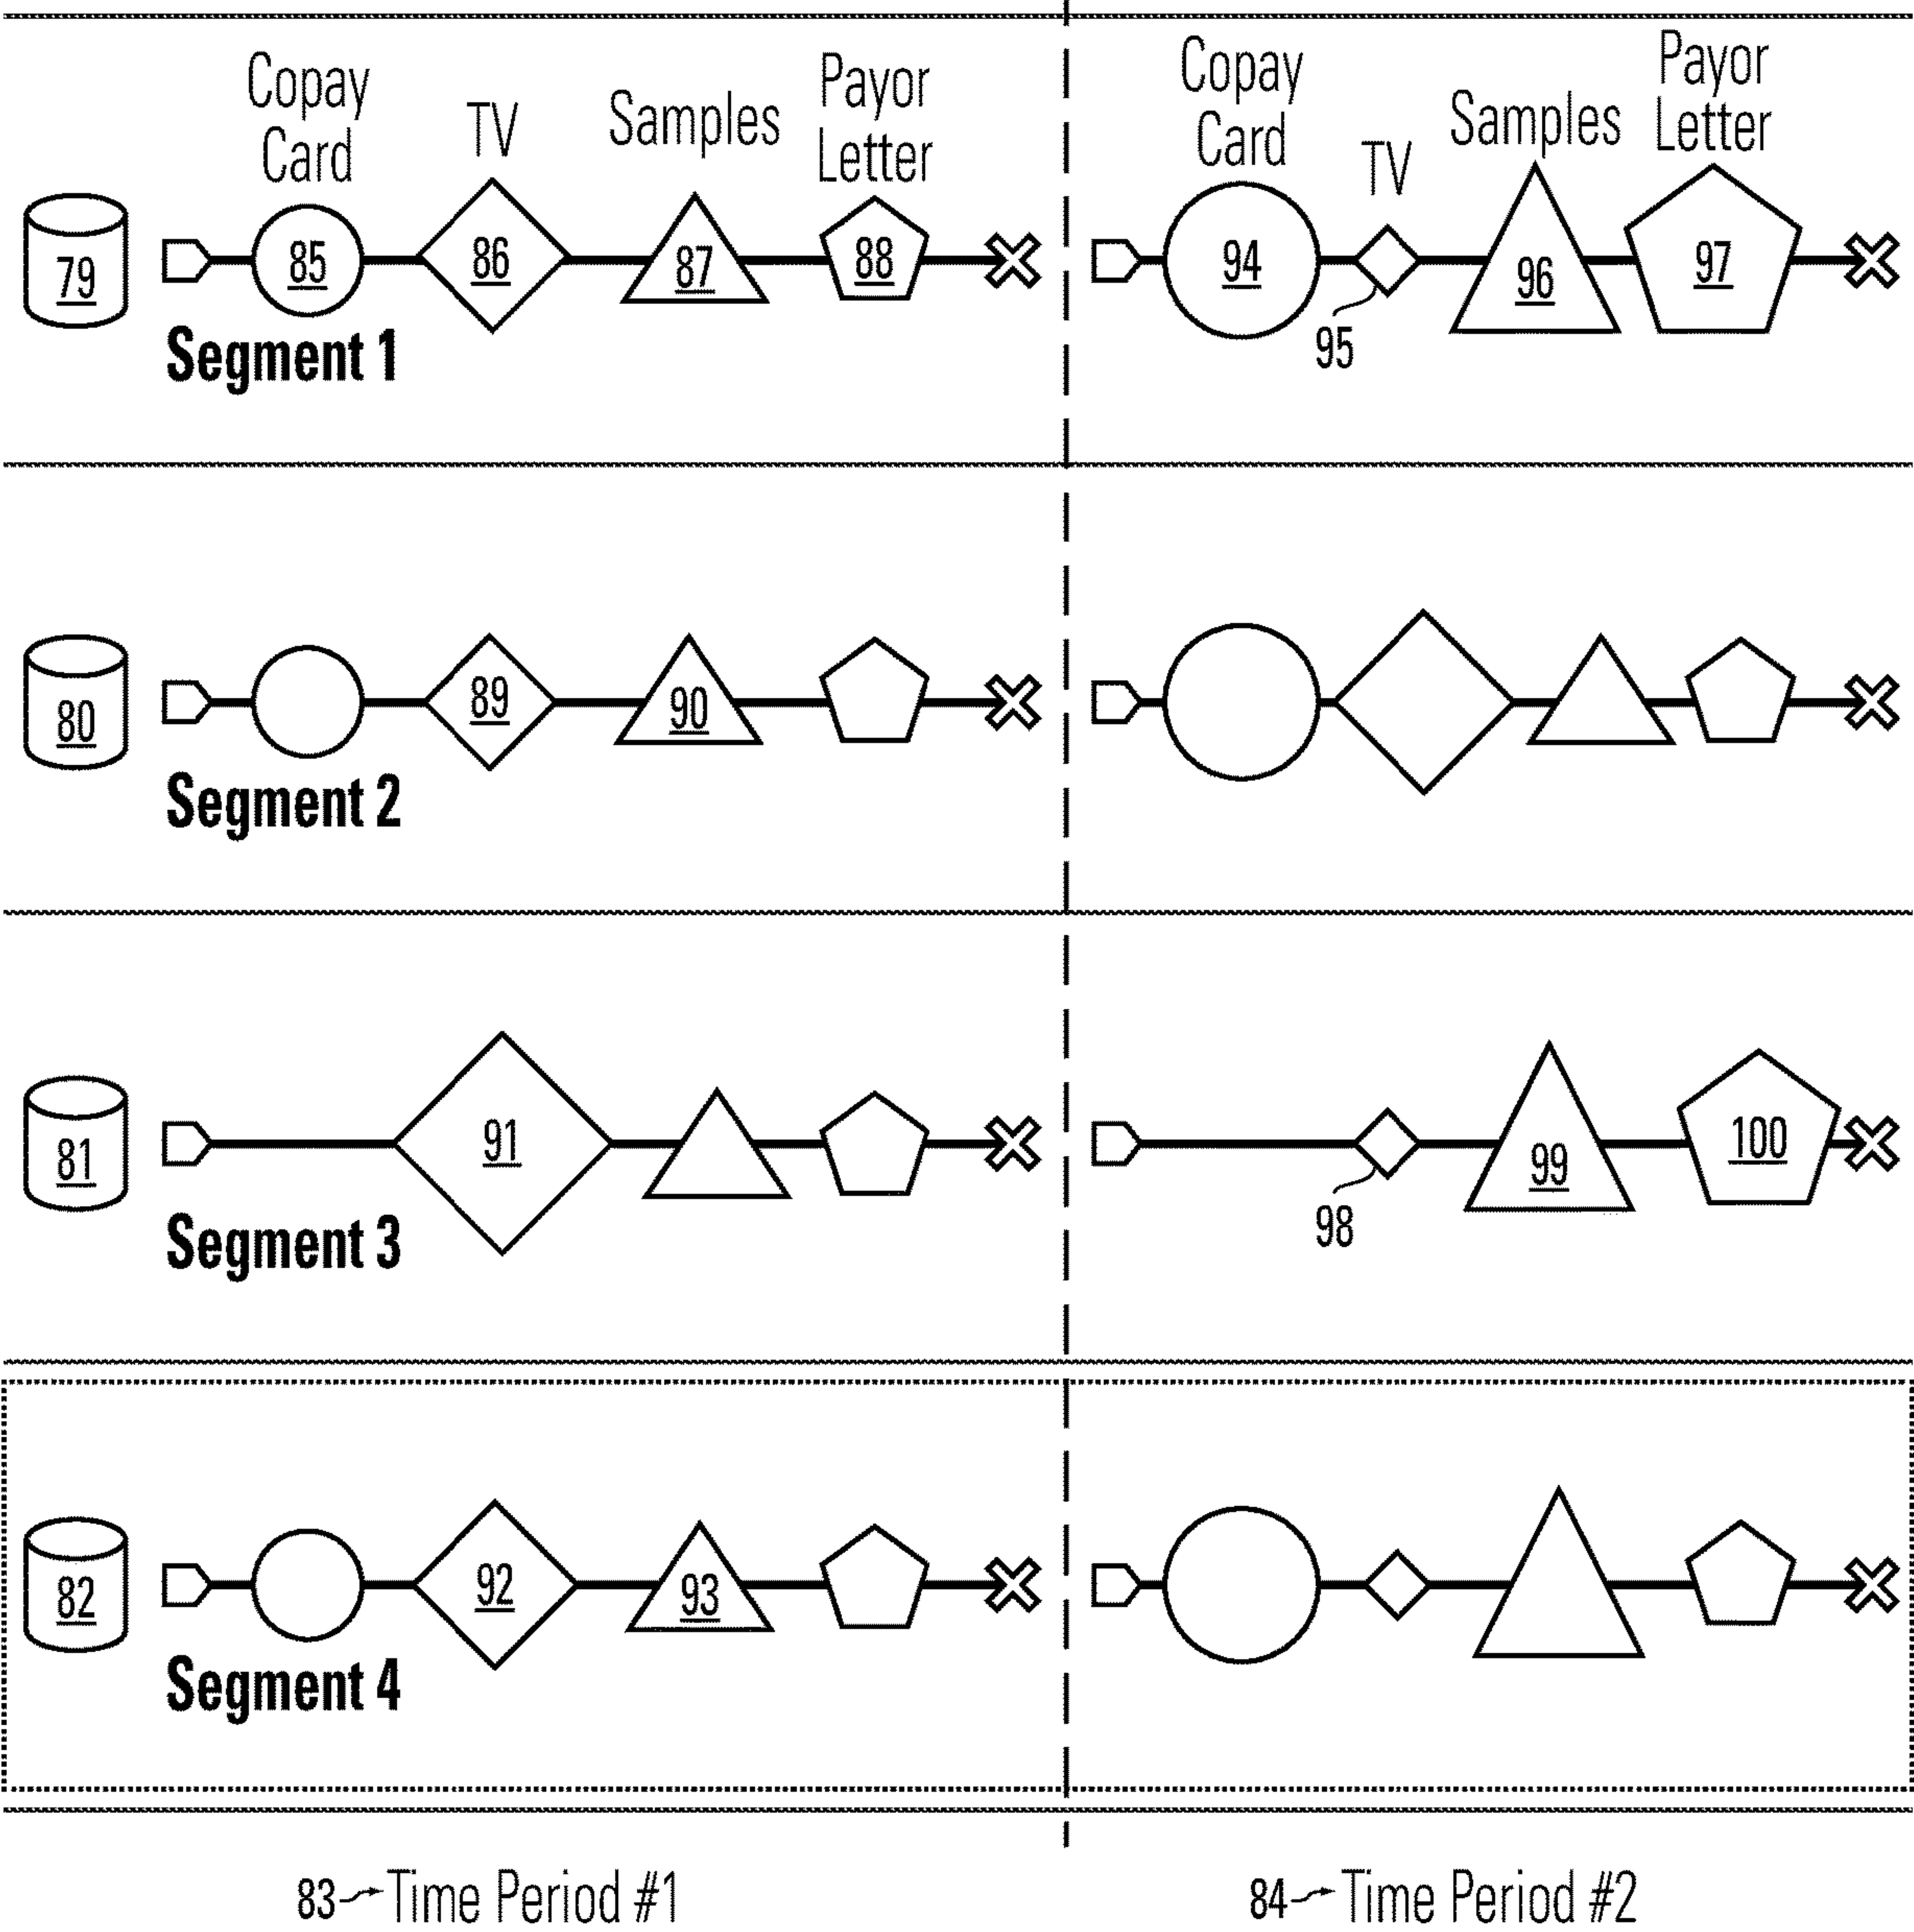 Copay
Card
TV
Samples
Payor
Letter
Copay
Card
TV
Samples
Payor
Letter
79
85
86
87
88
94
95
96
97
Segment 1
80
89
90
Segment 2
81
91
98
99
100
Segment 3
82
92
93
Segment 4
83 Time Period #1
84 Time Period #2